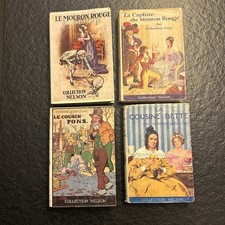 LE MOURON ROUGE
COLLECTION NELSON
La Capture
du Mouron Rouge
Collection Nelson
LE COUSIN
PONS
COLLECTION NELSON
COUSINE BETTE
COLLECTION NELSON